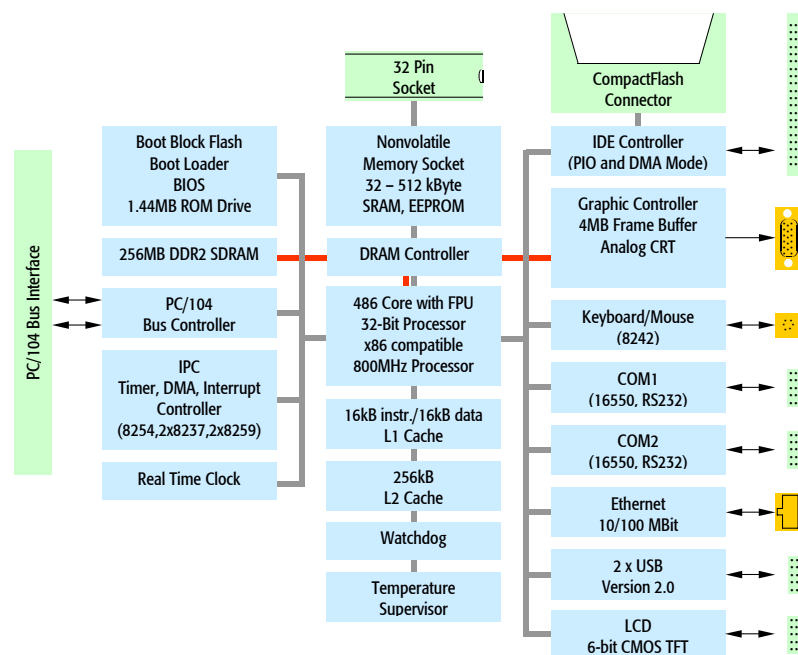 32 Pin
Socket
CompactFlash
Connector
PC/104 Bus Interface
Boot Block Flash
Boot Loader
BIOS
1.44MB ROM Drive
256MB DDR2 SDRAM
PC/104
Bus Controller
IPC
Timer, DMA, Interrupt
Controller
(8254,2x8237,2x8259)
Real Time Clock
Nonvolatile
Memory Socket
32 – 512 kByte
SRAM, EEPROM
DRAM Controller
486 Core with FPU
32-Bit Processor
x86 compatible
800MHz Processor
16kB instr./16kB data
L1 Cache
256kB
L2 Cache
Watchdog
Temperature
Supervisor
IDE Controller
(PIO and DMA Mode)
Graphic Controller
4MB Frame Buffer
Analog CRT
Keyboard/Mouse
(8242)
COM1
(16550, RS232)
COM2
(16550, RS232)
Ethernet
10/100 MBit
2 x USB
Version 2.0
LCD
6-bit CMOS TFT